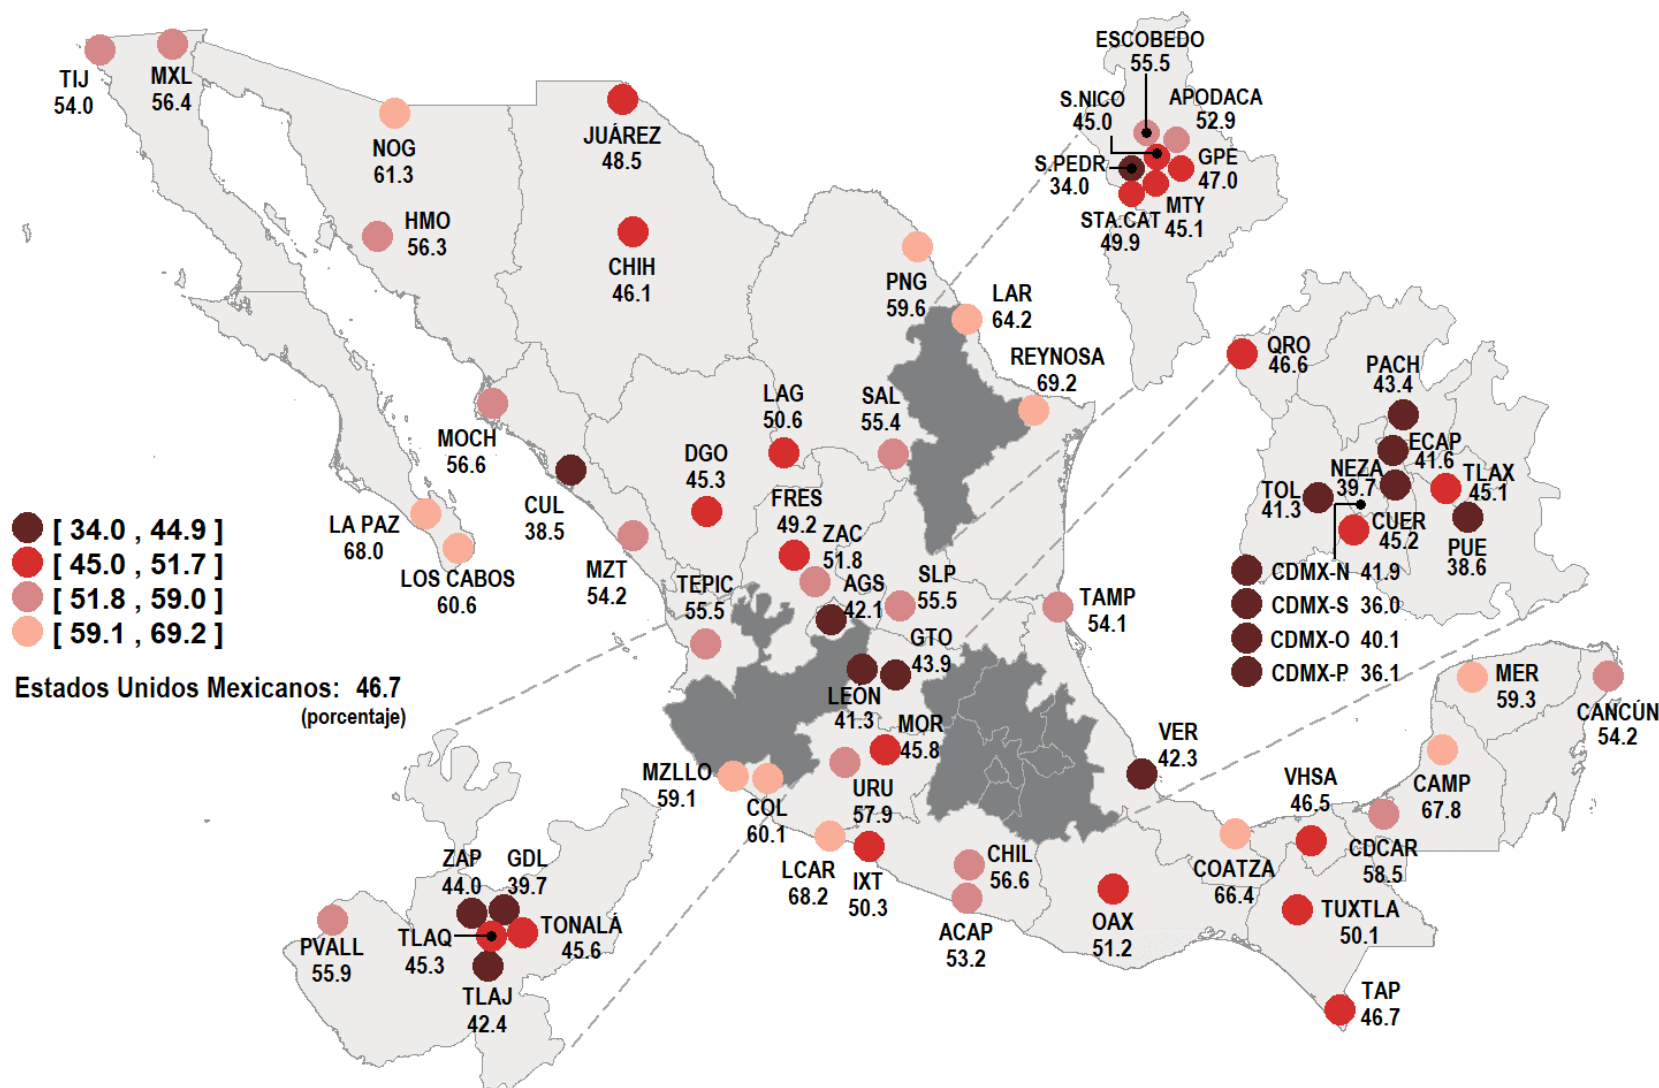 TIJ
54.0
MXL
56.4
NOG
61.3
HMO
56.3
JUÁREZ
48.5
CHIH
46.1
ESCOBEDO
55.5
S.NICO
45.0
APODACA
52.9
S.PEDR
34.0
GPE
47.0
MTY
45.1
STA.CAT
49.9
PNG
59.6
LAR
64.2
REYNOSA
69.2
LAG
50.6
SAL
55.4
DGO
45.3
MOCH
56.6
CUL
38.5
FRES
49.2
ZAC
51.8
MZT
54.2
LA PAZ
68.0
LOS CABOS
60.6
TEPIC
55.5
AGS
42.1
SLP
55.5
TAMP
54.1
GTO
43.9
LEÓN
41.3
MOR
45.8
URU
57.9
MZLLO
59.1
COL
60.1
LCAR
68.2
IXT
50.3
CHIL
56.6
ACAP
53.2
OAX
51.2
VER
42.3
COATZA
66.4
VHSA
46.5
CDCAR
58.5
CAMP
67.8
MER
59.3
CANCÚN
54.2
TUXTLA
50.1
TAP
46.7
QRO
46.6
PACH
43.4
ECAP
41.6
NEZA
39.7
TLAX
45.1
TOL
41.3
CUER
45.2
PUE
38.6
CDMX-N 41.9
CDMX-S 36.0
CDMX-O 40.1
CDMX-P 36.1
ZAP
44.0
GDL
39.7
TONALÁ
45.6
TLAQ
45.3
TLAJ
42.4
PVALL
55.9
[ 34.0 , 44.9 ]
[ 45.0 , 51.7 ]
[ 51.8 , 59.0 ]
[ 59.1 , 69.2 ]
Estados Unidos Mexicanos: 46.7
(porcentaje)